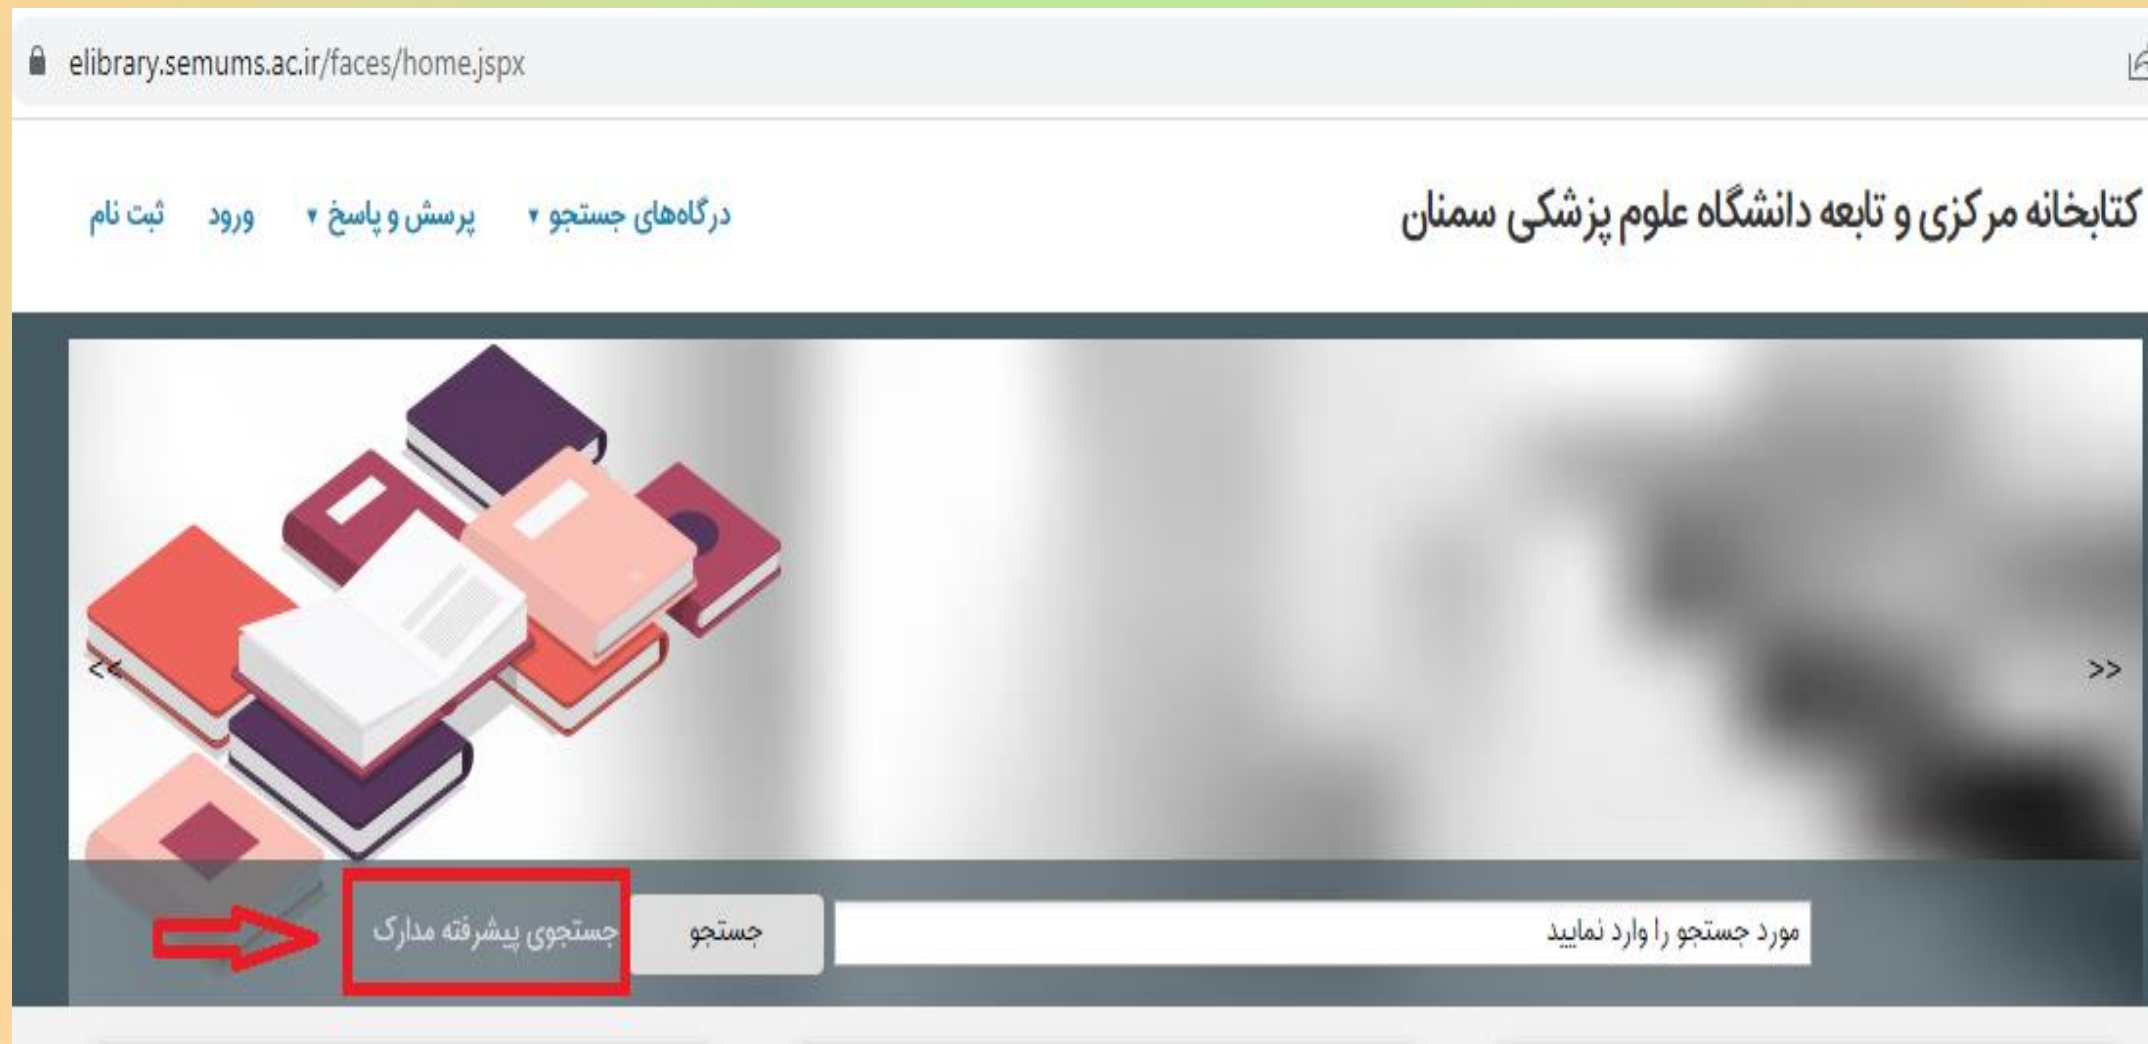 elibrary.semums.ac.ir/faces/home.jspx
کتابخانه مرکزی و تابعه دانشگاه علوم پزشکی سمنان
درگاه‌های جستجو ▾ پرسش و پاسخ ▾ ورود ثبت نام
<< >>
مورد جستجو را وارد نمایید
جستجو
جستجوی پیشرفته مدارک